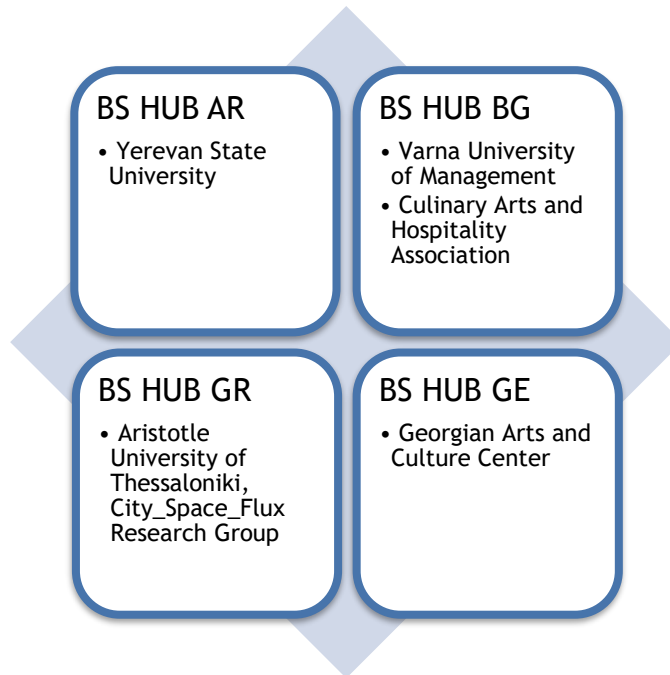 BS HUB AR
• Yerevan State
University
BS HUB BG
• Varna University
of Management
• Culinary Arts and
Hospitality
Association
BS HUB GR
• Aristotle
University of
Thessaloniki,
City_Space_Flux
Research Group
BS HUB GE
• Georgian Arts and
Culture Center